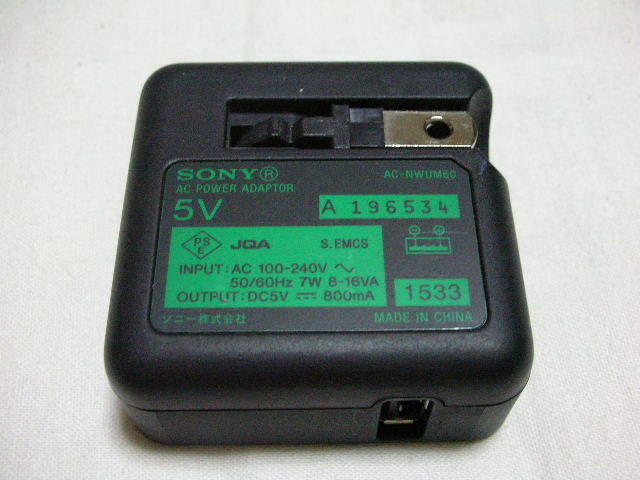 SONY® AC-NWUM60
AC POWER ADAPTOR
5V A 196534
PSE JQA S.EMCS
INPUT: AC 100-240V ~
50/60Hz 7W 8-16VA
OUTPUT: DC5V ⎓ 800mA 1533
ソニー株式会社 MADE IN CHINA